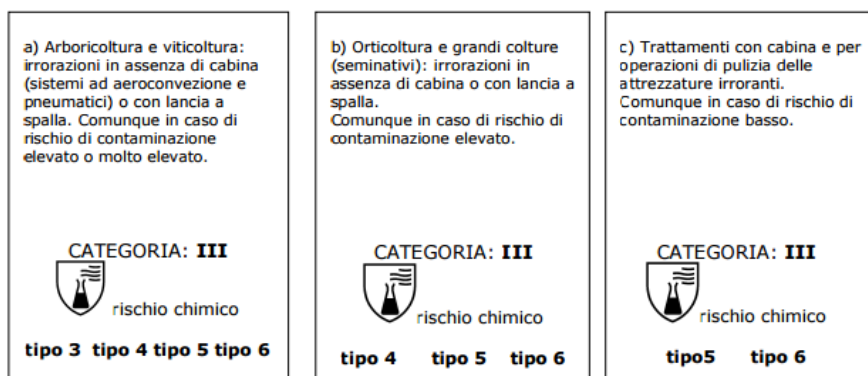 a) Arboricoltura e viticoltura:
irrorazioni in assenza di cabina
(sistemi ad aeroconvezione e
pneumatici) o con lancia a
spalla. Comunque in caso di
rischio di contaminazione
elevato o molto elevato.
CATEGORIA: III
rischio chimico
tipo 3 tipo 4 tipo 5 tipo 6
b) Orticoltura e grandi colture
(seminativi): irrorazioni in
assenza di cabina o con lancia a
spalla.
Comunque in caso di rischio di
contaminazione elevato.
CATEGORIA: III
rischio chimico
tipo 4 tipo 5 tipo 6
c) Trattamenti con cabina e per
operazioni di pulizia delle
attrezzature irroranti.
Comunque in caso di rischio di
contaminazione basso.
CATEGORIA: III
rischio chimico
tipo5 tipo 6